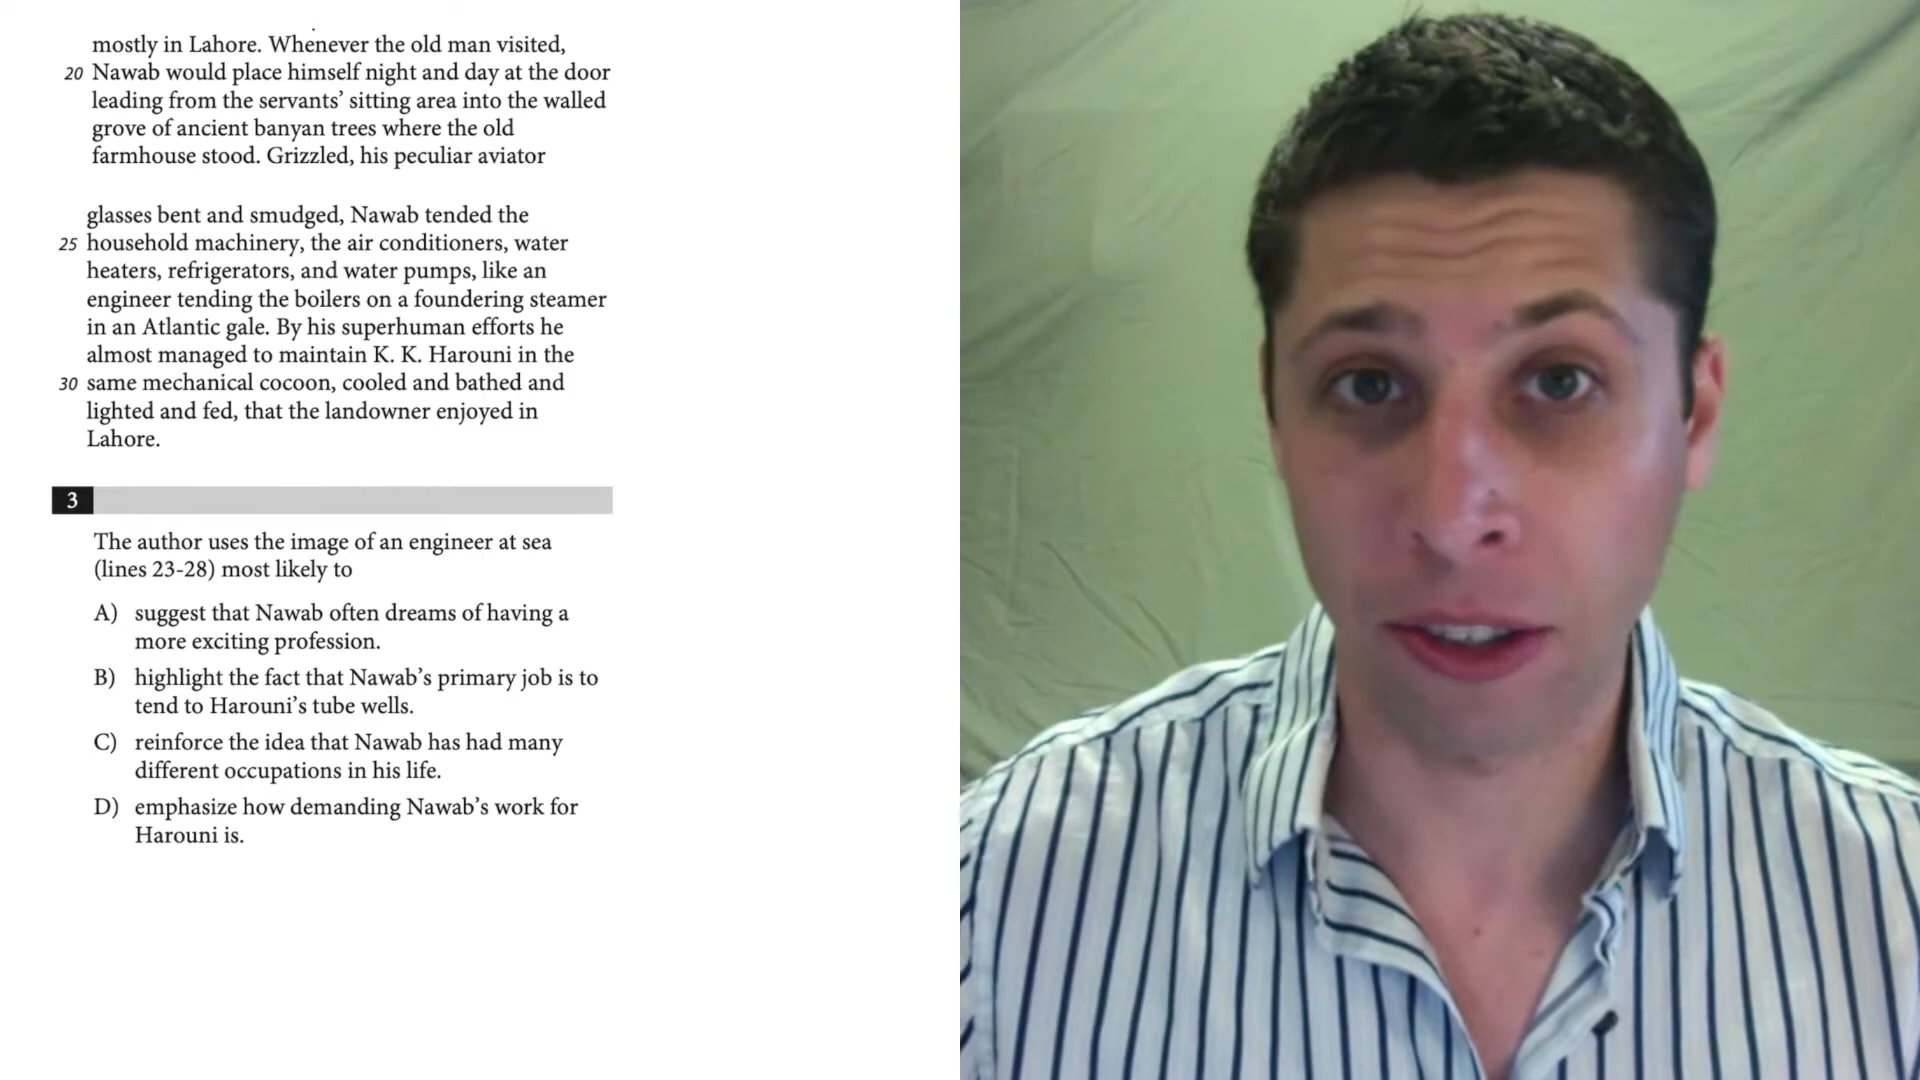 mostly in Lahore. Whenever the old man visited,
20 Nawab would place himself night and day at the door
leading from the servants’ sitting area into the walled
grove of ancient banyan trees where the old
farmhouse stood. Grizzled, his peculiar aviator
glasses bent and smudged, Nawab tended the
25 household machinery, the air conditioners, water
heaters, refrigerators, and water pumps, like an
engineer tending the boilers on a foundering steamer
in an Atlantic gale. By his superhuman efforts he
almost managed to maintain K. K. Harouni in the
30 same mechanical cocoon, cooled and bathed and
lighted and fed, that the landowner enjoyed in
Lahore.
3
The author uses the image of an engineer at sea
(lines 23-28) most likely to
A) suggest that Nawab often dreams of having a
more exciting profession.
B) highlight the fact that Nawab’s primary job is to
tend to Harouni’s tube wells.
C) reinforce the idea that Nawab has had many
different occupations in his life.
D) emphasize how demanding Nawab’s work for
Harouni is.